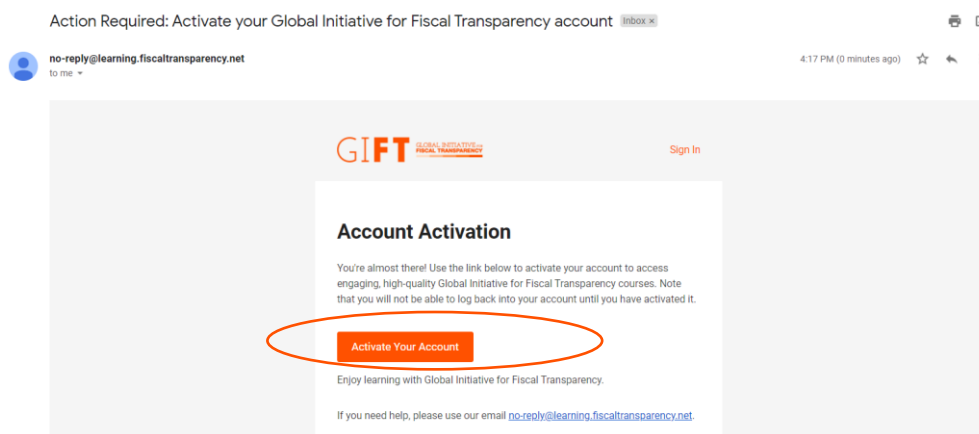 Action Required: Activate your Global Initiative for Fiscal Transparency account Inbox ×
no-reply@learning.fiscaltransparency.net 4:17 PM (0 minutes ago)
to me
GIFT GLOBAL INITIATIVE for
FISCAL TRANSPARENCY
Sign In
Account Activation
You're almost there! Use the link below to activate your account to access
engaging, high-quality Global Initiative for Fiscal Transparency courses. Note
that you will not be able to log back into your account until you have activated it.
Activate Your Account
Enjoy learning with Global Initiative for Fiscal Transparency.
If you need help, please use our email no-reply@learning.fiscaltransparency.net.